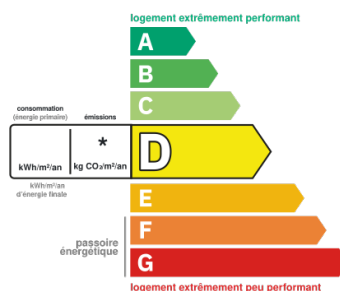 logement extrêmement performant
A
B
C
consommation
(énergie primaire)
émissions
*
kWh/m²/an
kg CO₂/m²/an
D
kWh/m²/an
d'énergie finale
E
F
passoire
énergétique
G
logement extrêmement peu performant